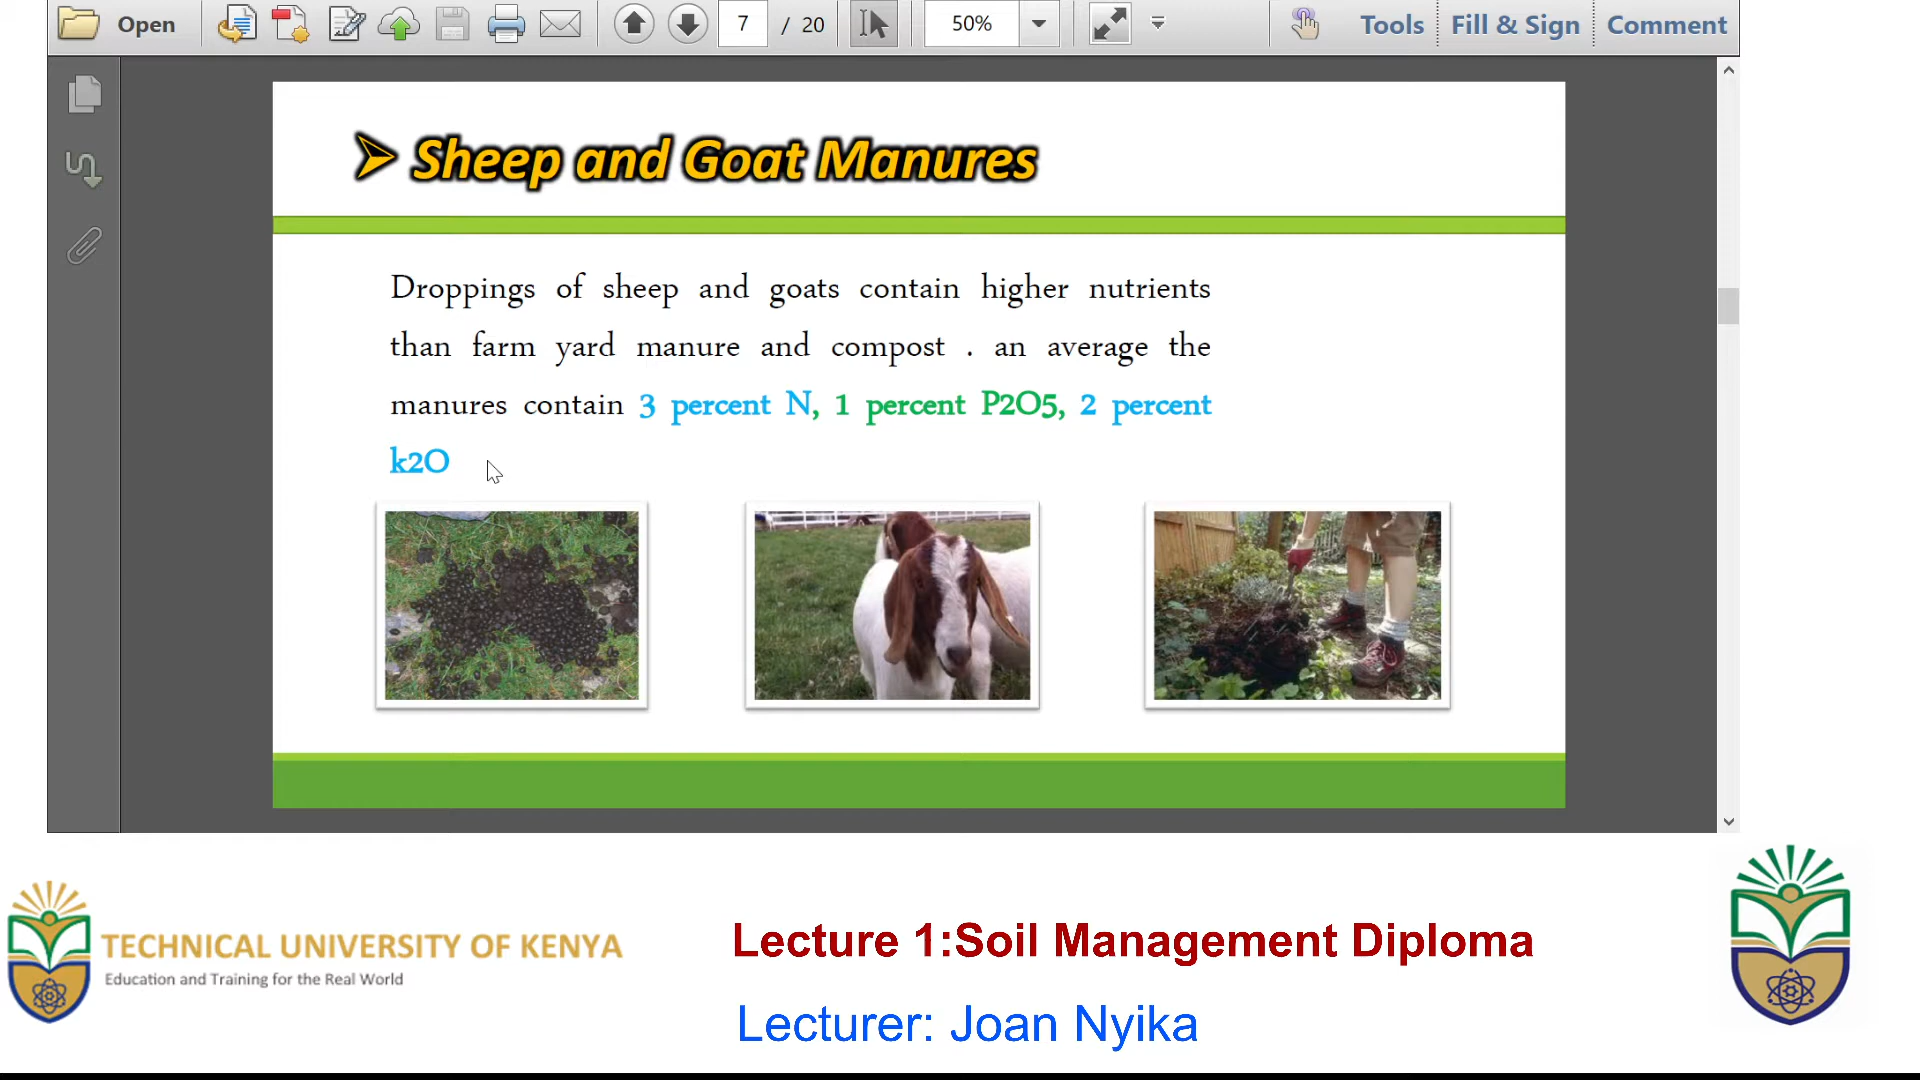 Open
7 / 20
50%
Tools
Fill & Sign
Comment
Sheep and Goat Manures
Droppings of sheep and goats contain higher nutrients
than farm yard manure and compost . an average the
manures contain 3 percent N, 1 percent P2O5, 2 percent
k2O
TECHNICAL UNIVERSITY OF KENYA
Education and Training for the Real World
Lecture 1:Soil Management Diploma
Lecturer: Joan Nyika